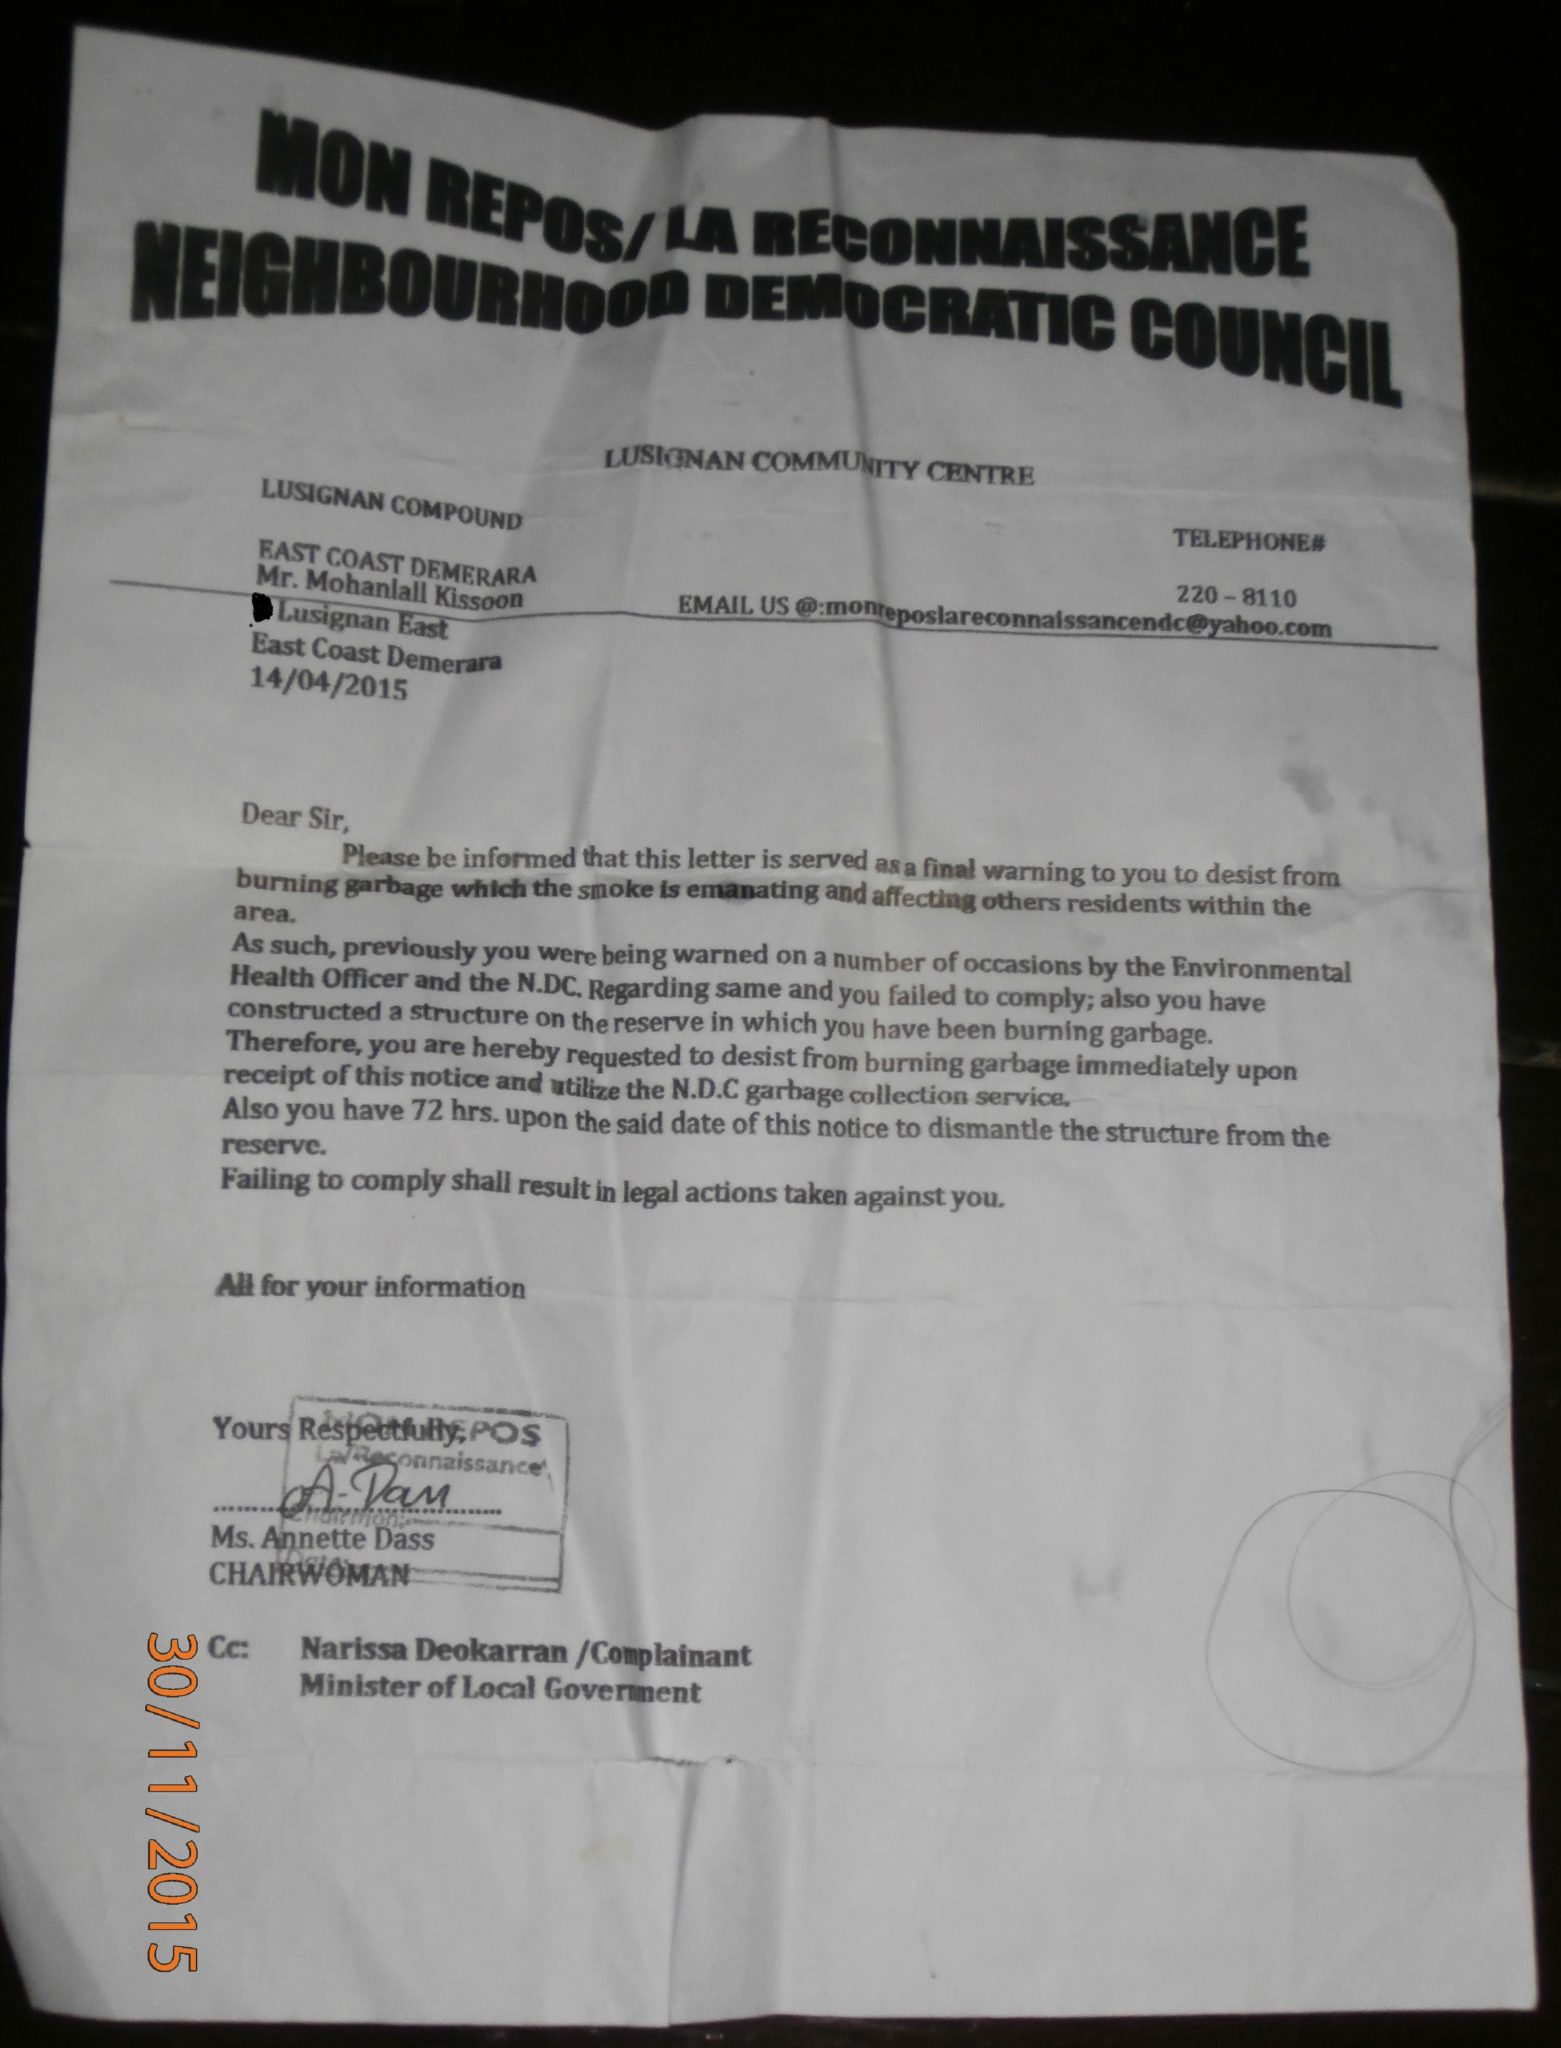 MON REPOS/ LA RECONNAISSANCE
NEIGHBOURHOOD DEMOCRATIC COUNCIL
LUSIGNAN COMMUNITY CENTRE
LUSIGNAN COMPOUND
TELEPHONE#
EAST COAST DEMERARA
220 – 8110
Mr. Mohanlall Kissoon
EMAIL US @:monreposlareconnaissancendc@yahoo.com
Lusignan East
East Coast Demerara
14/04/2015
Dear Sir,
Please be informed that this letter is served as a final warning to you to desist from
burning garbage which the smoke is emanating and affecting others residents within the
area.
As such, previously you were being warned on a number of occasions by the Environmental
Health Officer and the N.DC. Regarding same and you failed to comply; also you have
constructed a structure on the reserve in which you have been burning garbage.
Therefore, you are hereby requested to desist from burning garbage immediately upon
receipt of this notice and utilize the N.D.C garbage collection service.
Also you have 72 hrs. upon the said date of this notice to dismantle the structure from the
reserve.
Failing to comply shall result in legal actions taken against you.
All for your information
Yours Respectfully,
MON REPOS
La/Reconnaissance
A-Dass
Chairman:
Ms. Annette Dass
Date:
CHAIRWOMAN
Cc: Narissa Deokarran /Complainant
Minister of Local Government
30/11/2015